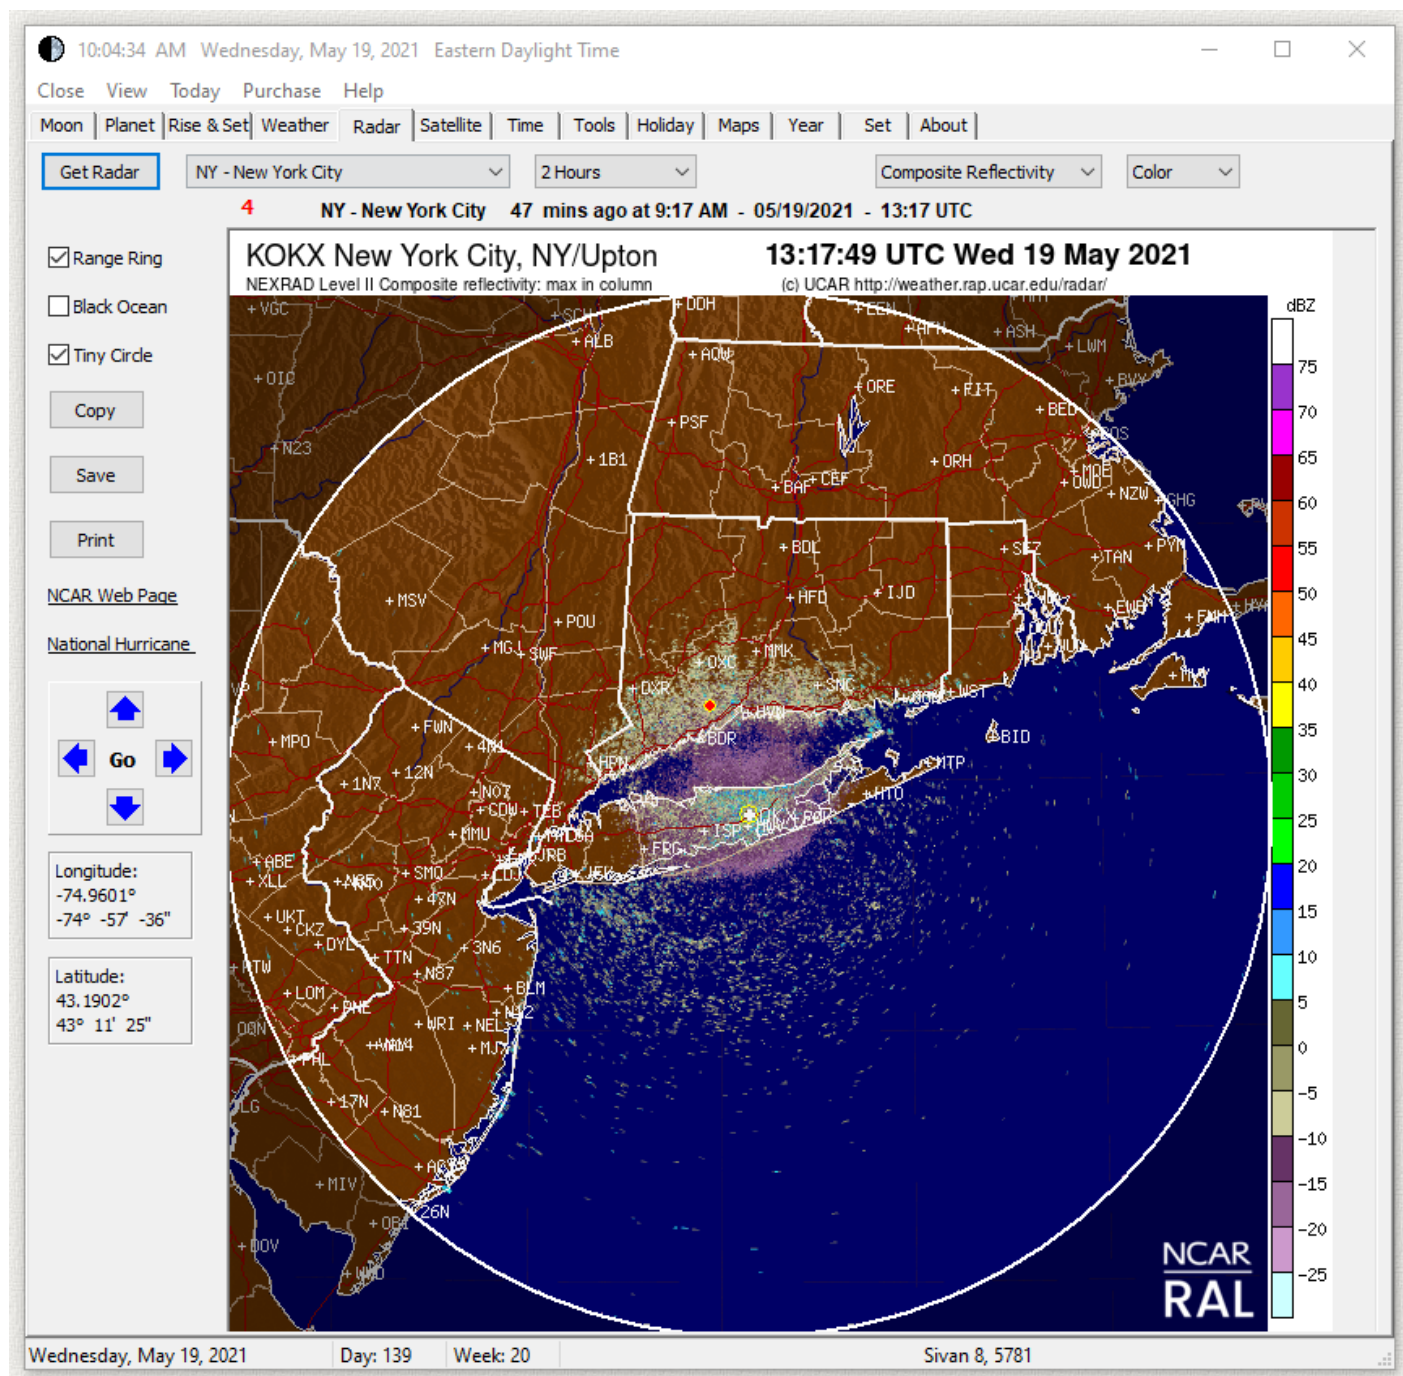 10:04:34 AM Wednesday, May 19, 2021 Eastern Daylight Time
Close View Today Purchase Help
Moon Planet Rise & Set Weather Radar Satellite Time Tools Holiday Maps Year Set About
Get Radar NY - New York City 2 Hours Composite Reflectivity Color
4 NY - New York City 47 mins ago at 9:17 AM - 05/19/2021 - 13:17 UTC
Range Ring
Black Ocean
Tiny Circle
Copy
Save
Print
NCAR Web Page
National Hurricane
Go
Longitude:
-74.9601°
-74° -57' -36"
Latitude:
43.1902°
43° 11' 25"
KOKX New York City, NY/Upton 13:17:49 UTC Wed 19 May 2021
NEXRAD Level II Composite reflectivity: max in column (c) UCAR http://weather.rap.ucar.edu/radar/
+VGC
+SCH
+DDH
+EEN
+AFN
+ASH
+LWM
+ALB
+AQW
+BVY
+OIC
+ORE
+FIT
+BED
+PSF
+N23
+1B1
+ORH
+BAF
+CEF
+OWD
+NZW
+GHG
+BDL
+SFZ
+TAN
+PYM
+MSV
+HFD
+IJD
+EWB
+FMH
+POU
+MGJ
+SWF
+OXC
+MMK
+DXR
+SNC
+WST
+MVY
+FWN
+HVN
+MPO
+4N1
+BDR
+BID
+12N
+HPN
+MTP
+1N7
+N07
+HTO
+CDW
+TEB
+MMU
+ISP
+FRG
JRB
+ABE
+XLL
+SMQ
+LDJ
+JFK
+47N
+UKT
+CKZ
+39N
+DYL
+3N6
+TTN
+N87
+LOM
+BLM
+PNE
+WRI
+NEL
OQN
+MJX
+17N
+N81
+MIV
26N
+DOV
+WWD
dBZ
75
70
65
60
55
50
45
40
35
30
25
20
15
10
5
0
-5
-10
-15
-20
-25
NCAR
RAL
Wednesday, May 19, 2021 Day: 139 Week: 20 Sivan 8, 5781